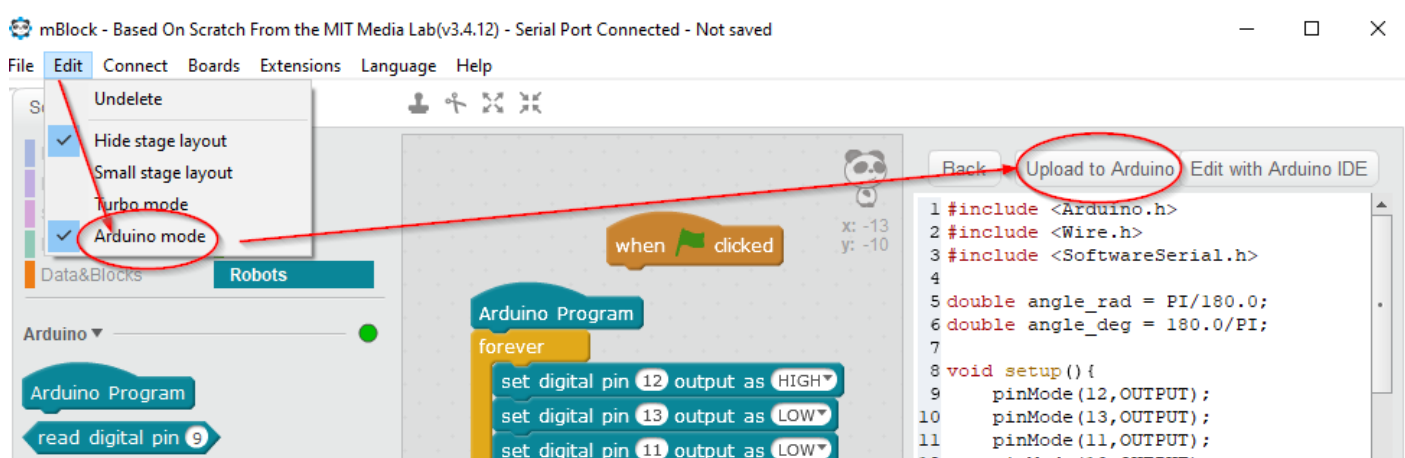 mBlock - Based On Scratch From the MIT Media Lab(v3.4.12) - Serial Port Connected - Not saved
File Edit Connect Boards Extensions Language Help
Undelete
Hide stage layout
Small stage layout
Turbo mode
Arduino mode
Data&Blocks Robots
Arduino
Arduino Program
read digital pin 9
when clicked
x: -13
y: -10
Arduino Program
forever
set digital pin 12 output as HIGH
set digital pin 13 output as LOW
set digital pin 11 output as LOW
Back Upload to Arduino Edit with Arduino IDE
1 #include <Arduino.h>
2 #include <Wire.h>
3 #include <SoftwareSerial.h>
4
5 double angle_rad = PI/180.0;
6 double angle_deg = 180.0/PI;
7
8 void setup(){
9 pinMode(12,OUTPUT);
10 pinMode(13,OUTPUT);
11 pinMode(11,OUTPUT);